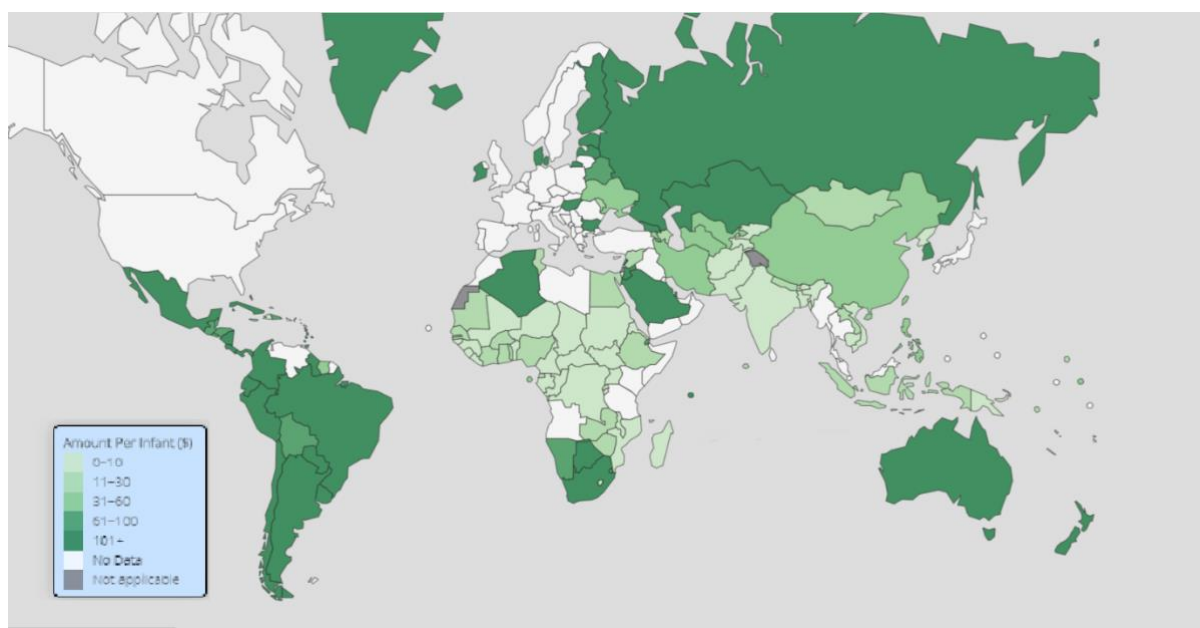 Amount Per Infant ($)
0–10
11–30
31–60
61–100
101+
No Data
Not applicable